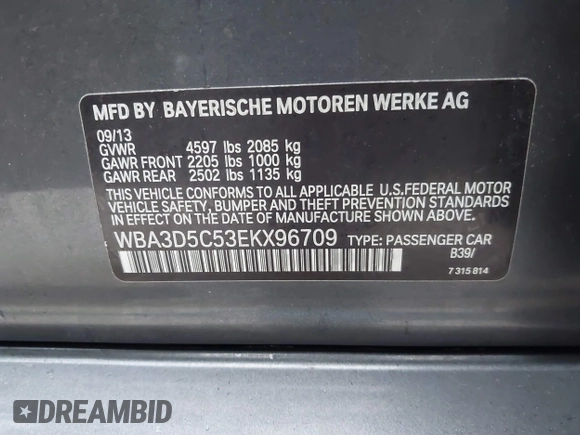 MFD BY BAYERISCHE MOTOREN WERKE AG
09/13
GVWR 4597 lbs 2085 kg
GAWR FRONT 2205 lbs 1000 kg
GAWR REAR 2502 lbs 1135 kg
THIS VEHICLE CONFORMS TO ALL APPLICABLE U.S.FEDERAL MOTOR
VEHICLE SAFETY, BUMPER AND THEFT PREVENTION STANDARDS
IN EFFECT ON THE DATE OF MANUFACTURE SHOWN ABOVE.
WBA3D5C53EKX96709 TYPE: PASSENGER CAR
B39/
7 315 814
DREAMBID